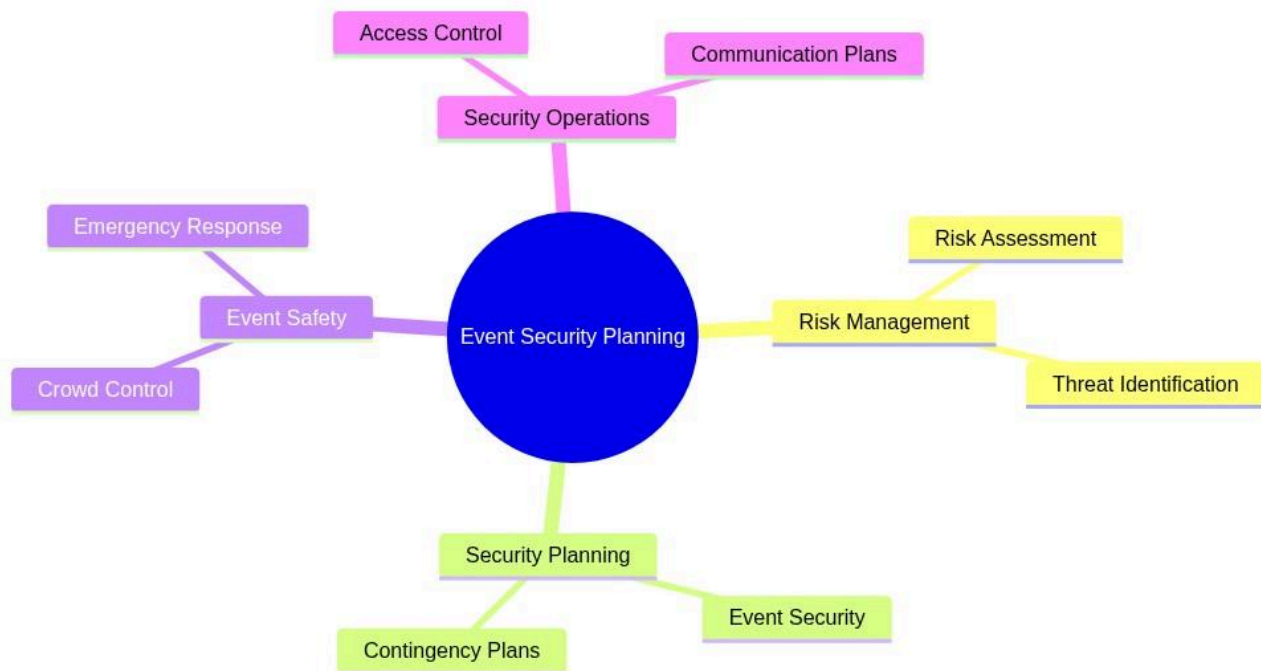 Access Control
Communication Plans
Security Operations
Emergency Response
Risk Assessment
Event Safety
Event Security Planning
Risk Management
Crowd Control
Threat Identification
Security Planning
Event Security
Contingency Plans